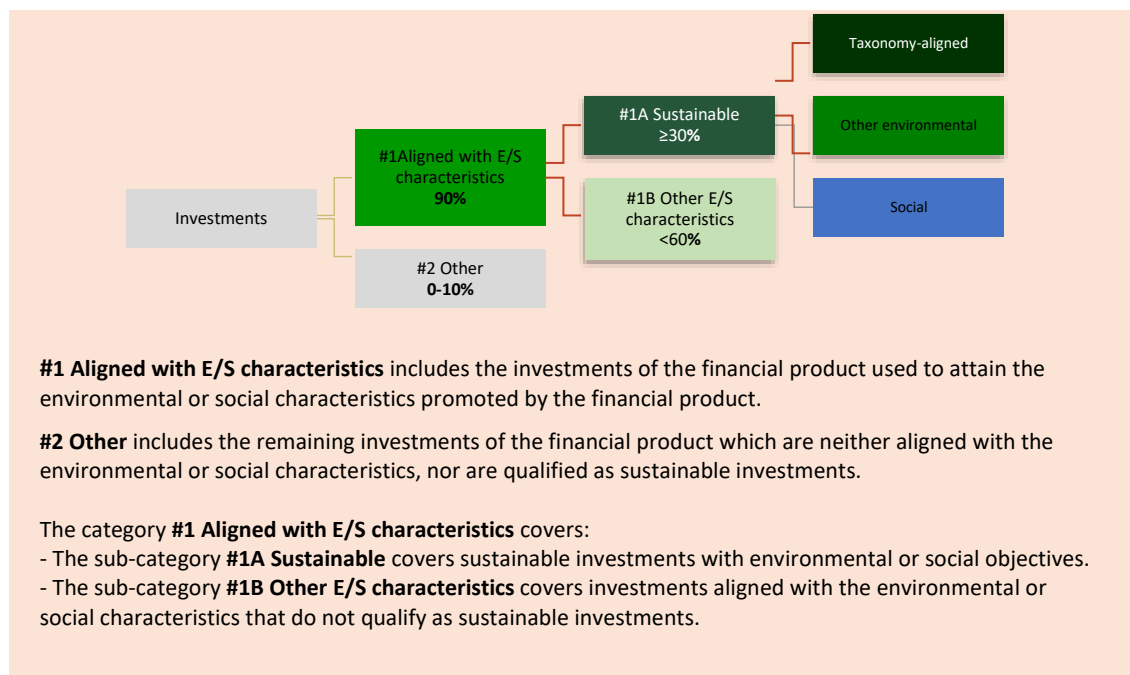 Taxonomy-aligned
#1A Sustainable
≥30%
Other environmental
#1Aligned with E/S
characteristics
90%
#1B Other E/S
characteristics
<60%
Social
Investments
#2 Other
0-10%
#1 Aligned with E/S characteristics includes the investments of the financial product used to attain the
environmental or social characteristics promoted by the financial product.
#2 Other includes the remaining investments of the financial product which are neither aligned with the
environmental or social characteristics, nor are qualified as sustainable investments.
The category #1 Aligned with E/S characteristics covers:
- The sub-category #1A Sustainable covers sustainable investments with environmental or social objectives.
- The sub-category #1B Other E/S characteristics covers investments aligned with the environmental or
social characteristics that do not qualify as sustainable investments.